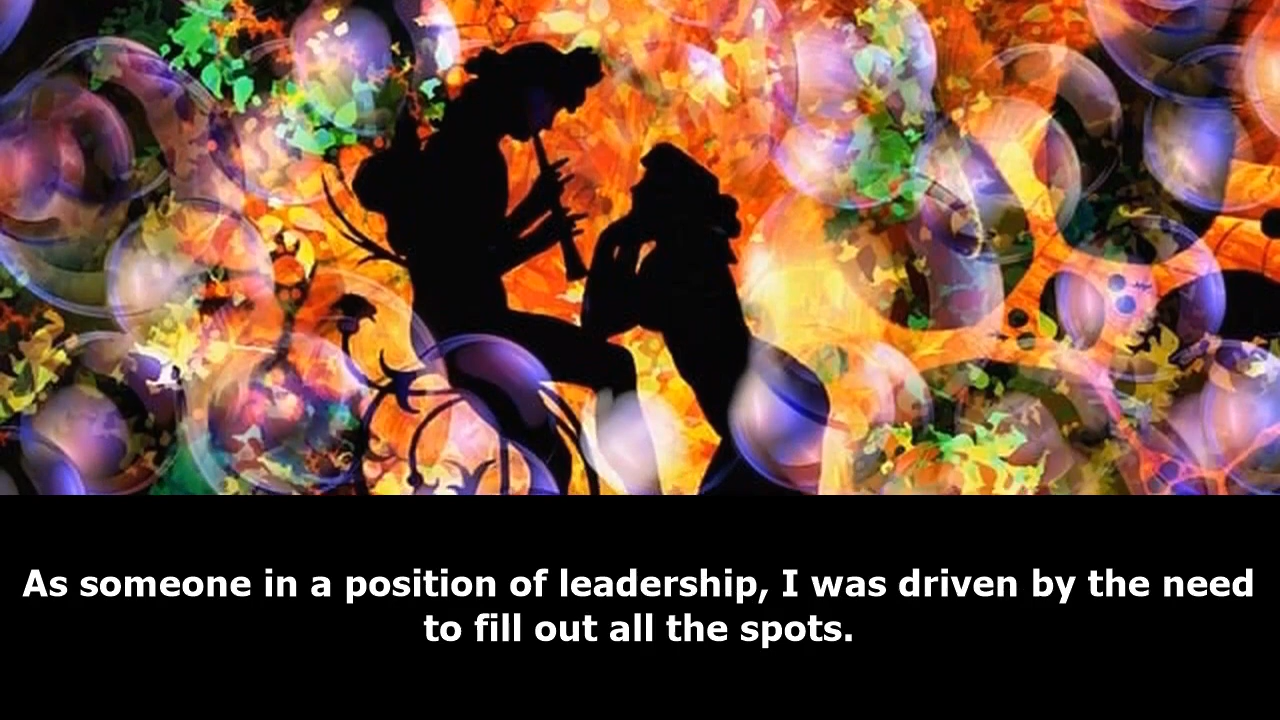 As someone in a position of leadership, I was driven by the need
to fill out all the spots.